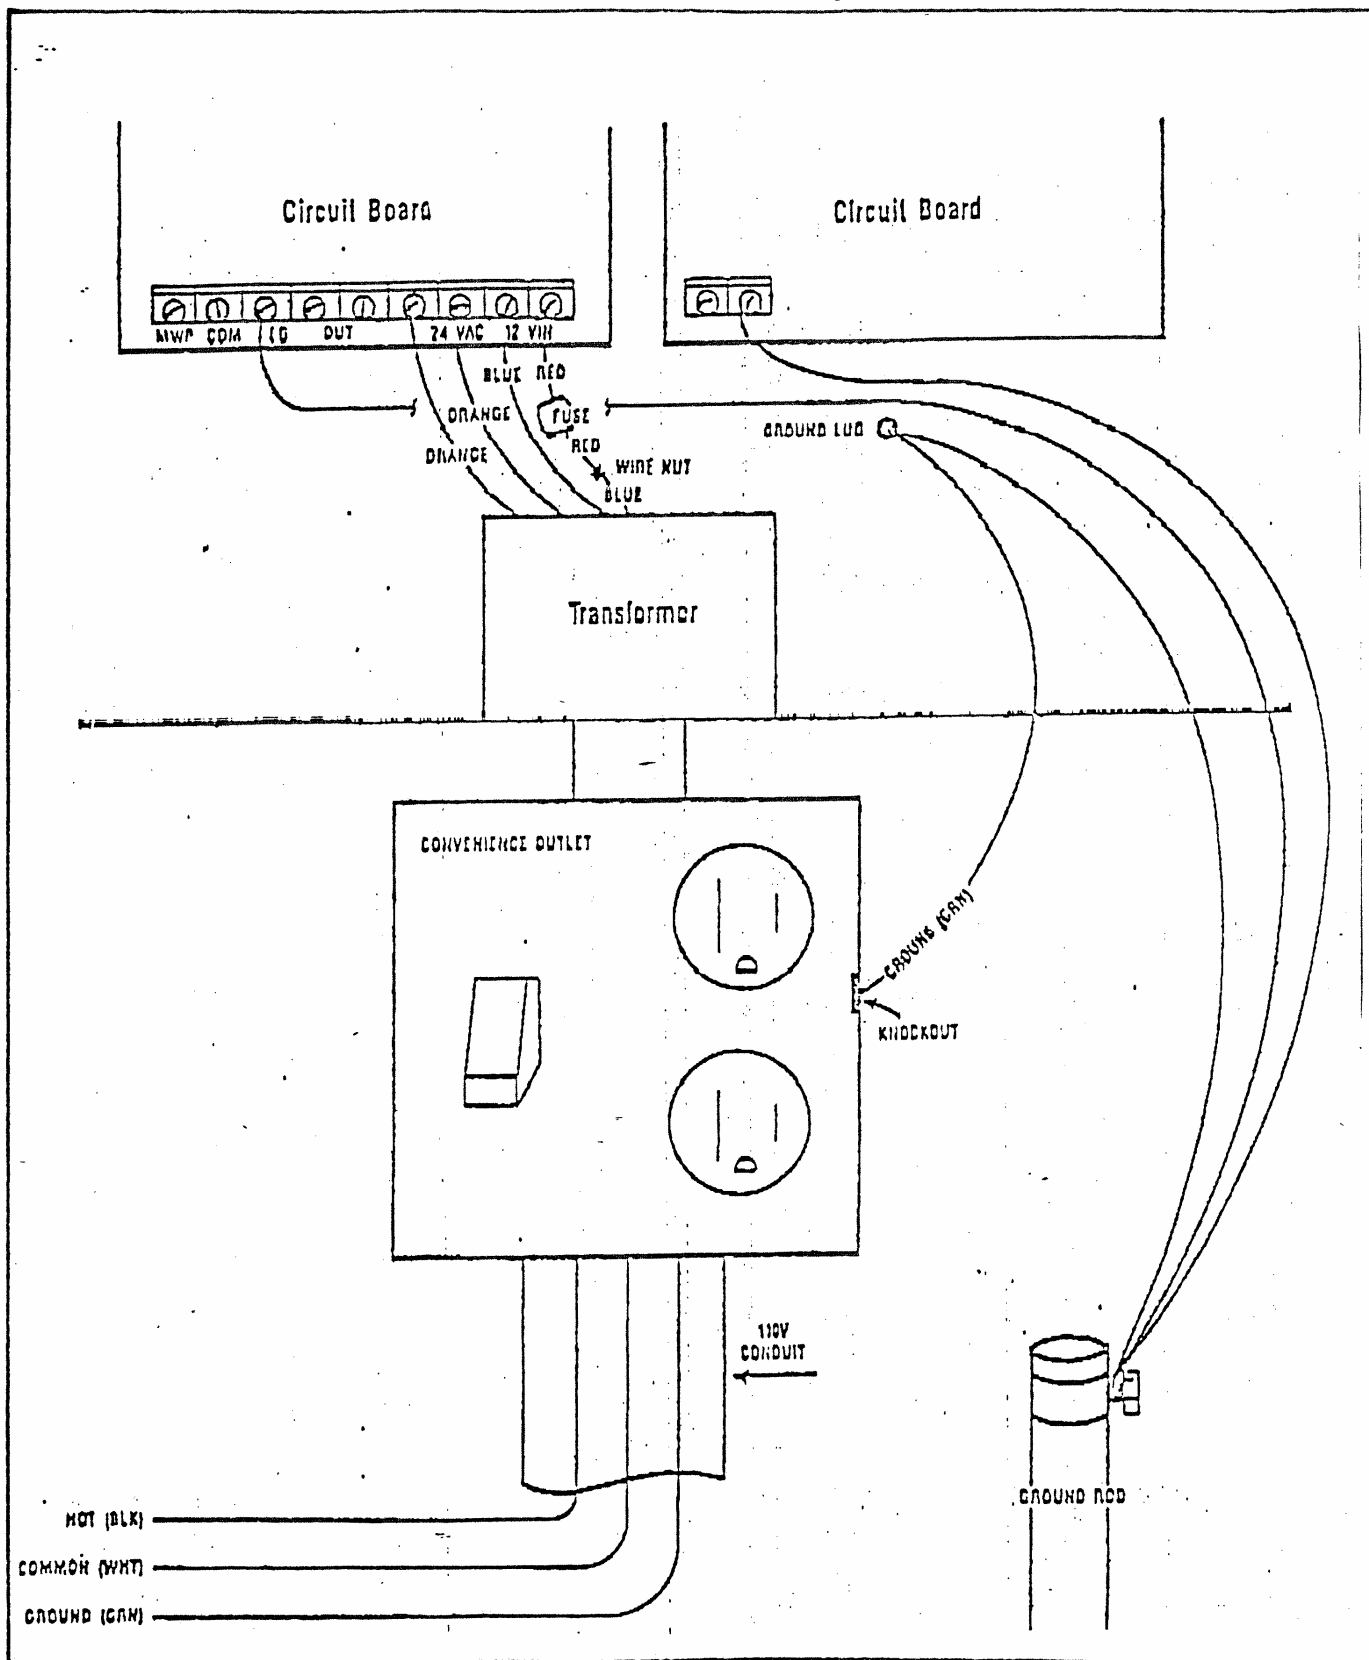 Circuit Board
Circuit Board
MWP COM LG OUT 24 VAC 12 VIN
BLUE RED
ORANGE
FUSE
ORANGE
RED
WIRE NUT
BLUE
GROUND LUG
Transformer
CONVENIENCE OUTLET
GROUND (GRN)
KNOCKOUT
110V
CONDUIT
HOT (BLK)
COMMON (WHT)
GROUND (GRN)
GROUND ROD